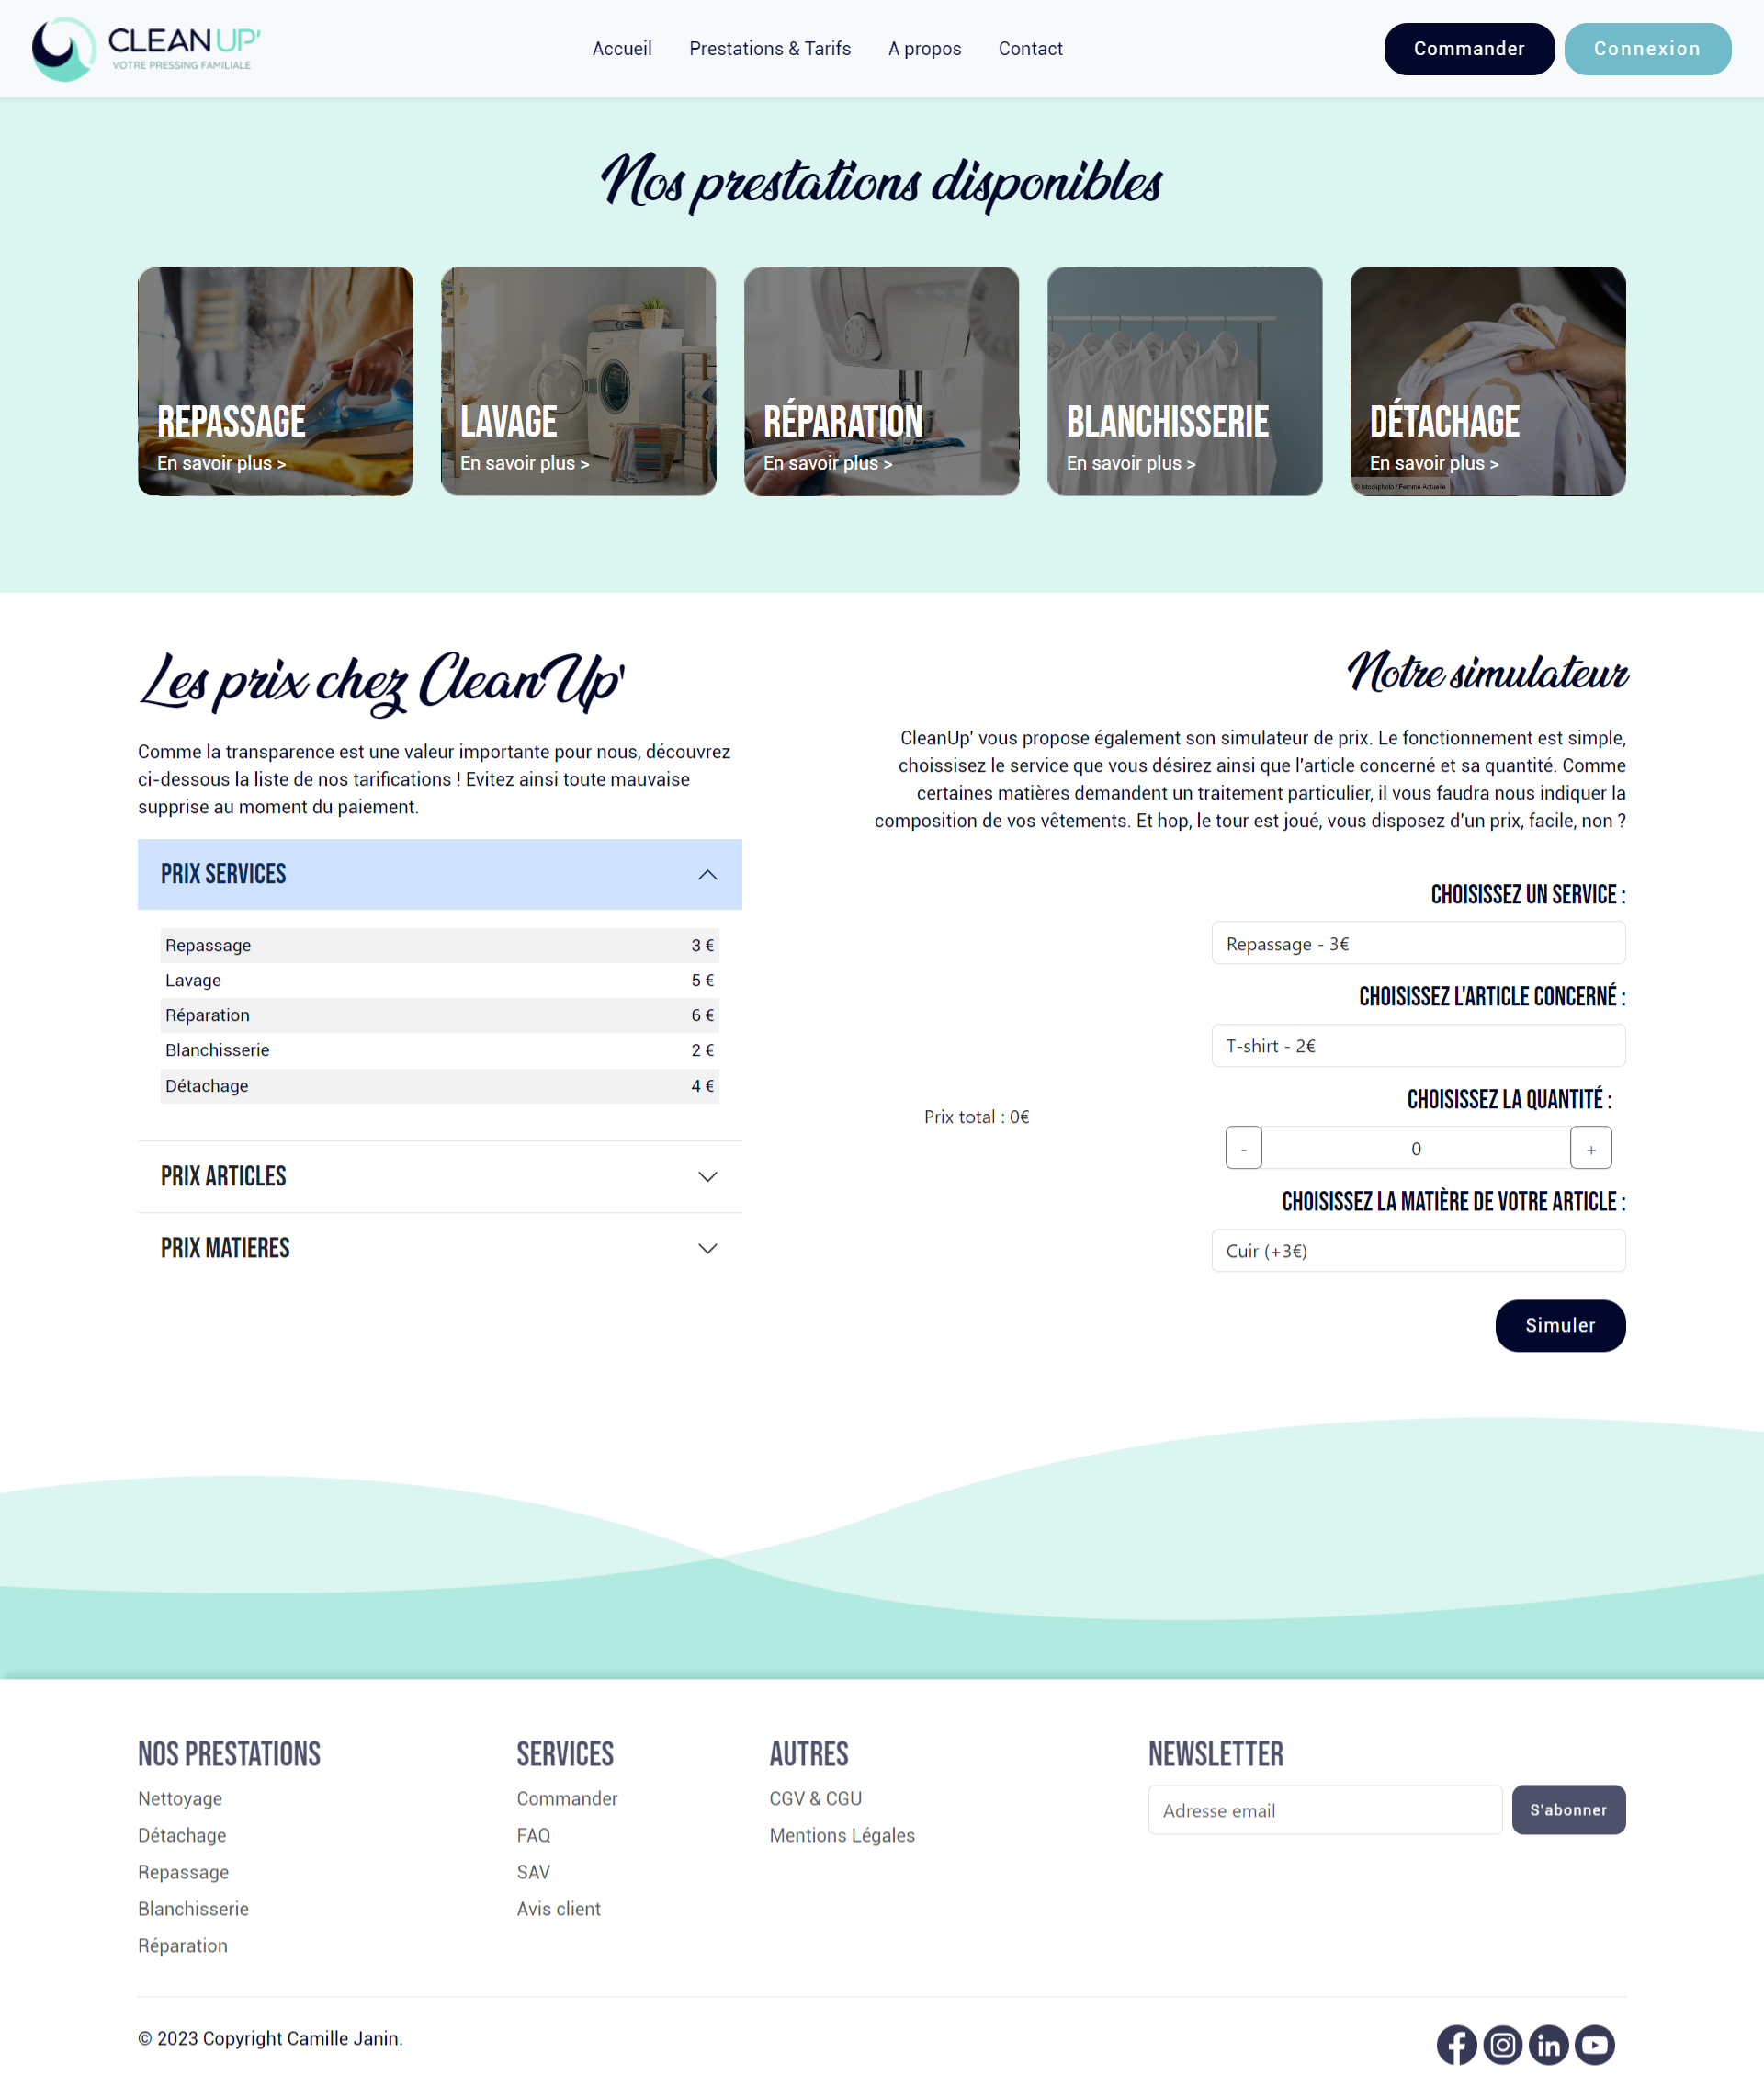 CLEAN UP'
VOTRE PRESSING FAMILIALE
Accueil
Prestations & Tarifs
A propos
Contact
Commander
Connexion
Nos prestations disponibles
REPASSAGE
En savoir plus >
LAVAGE
En savoir plus >
RÉPARATION
En savoir plus >
BLANCHISSERIE
En savoir plus >
DÉTACHAGE
En savoir plus >
© Istockphoto / Femme Actuelle
Les prix chez CleanUp'
Comme la transparence est une valeur importante pour nous, découvrez
ci-dessous la liste de nos tarifications ! Evitez ainsi toute mauvaise
supprise au moment du paiement.
PRIX SERVICES
Repassage 3 €
Lavage 5 €
Réparation 6 €
Blanchisserie 2 €
Détachage 4 €
PRIX ARTICLES
PRIX MATIERES
Notre simulateur
CleanUp' vous propose également son simulateur de prix. Le fonctionnement est simple,
choissisez le service que vous désirez ainsi que l'article concerné et sa quantité. Comme
certaines matières demandent un traitement particulier, il vous faudra nous indiquer la
composition de vos vêtements. Et hop, le tour est joué, vous disposez d'un prix, facile, non ?
CHOISISSEZ UN SERVICE :
Repassage - 3€
CHOISISSEZ L'ARTICLE CONCERNÉ :
T-shirt - 2€
CHOISISSEZ LA QUANTITÉ :
- 0 +
Prix total : 0€
CHOISISSEZ LA MATIÈRE DE VOTRE ARTICLE :
Cuir (+3€)
Simuler
NOS PRESTATIONS
Nettoyage
Détachage
Repassage
Blanchisserie
Réparation
SERVICES
Commander
FAQ
SAV
Avis client
AUTRES
CGV & CGU
Mentions Légales
NEWSLETTER
Adresse email
S'abonner
© 2023 Copyright Camille Janin.